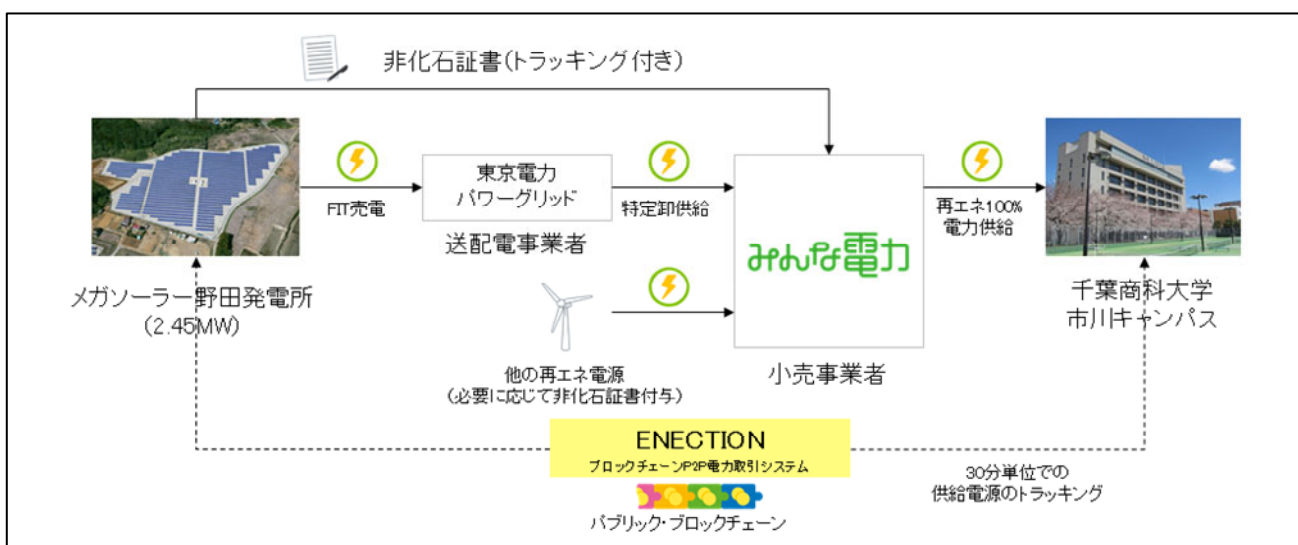 非化石証書(トラッキング付き)
FIT売電
東京電力
パワーグリッド
送配電事業者
特定卸供給
みんな電力
小売事業者
再エネ100%
電力供給
メガソーラー野田発電所
(2.45MW)
千葉商科大学
市川キャンパス
他の再エネ電源
(必要に応じて非化石証書付与)
ENECTION
ブロックチェーンP2P電力取引システム
パブリック・ブロックチェーン
30分単位での
供給電源のトラッキング